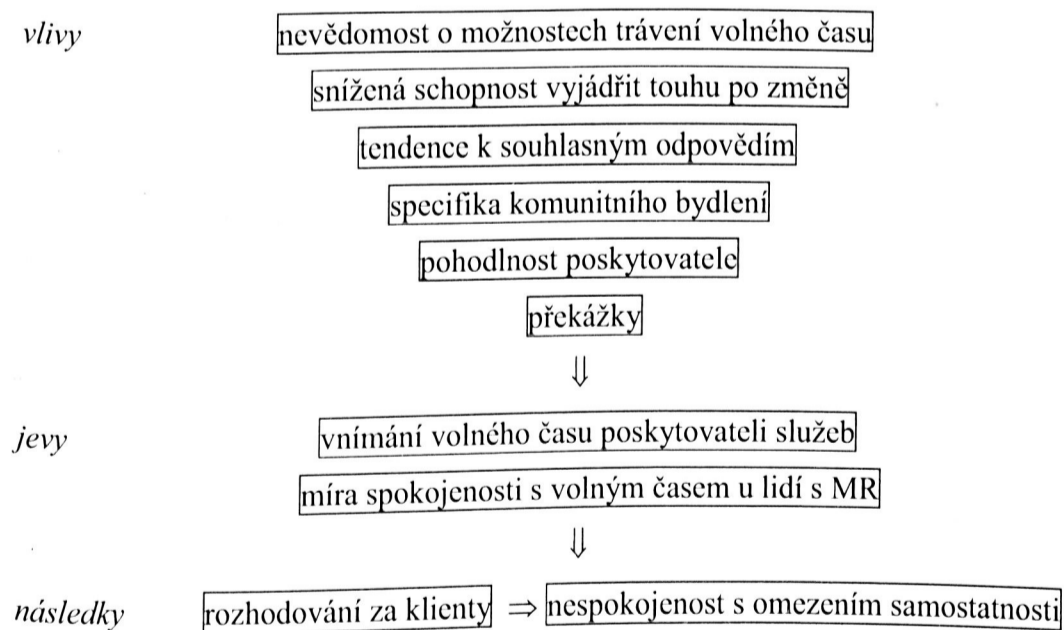 vlivy nevědomost o možnostech trávení volného času
snížená schopnost vyjádřit touhu po změně
tendence k souhlasným odpovědím
specifika komunitního bydlení
pohodlnost poskytovatele
překážky
⇓
jevy vnímání volného času poskytovateli služeb
míra spokojenosti s volným časem u lidí s MR
⇓
následky rozhodování za klienty ⇒ nespokojenost s omezením samostatnosti